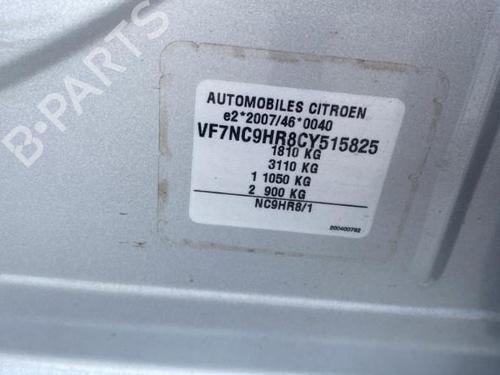 B-PARTS
AUTOMOBILES CITROEN
e2*2007/46*0040
VF7NC9HR8CY515825
1810 KG
3110 KG
1 1050 KG
2 900 KG
NC9HR8/1
200400792